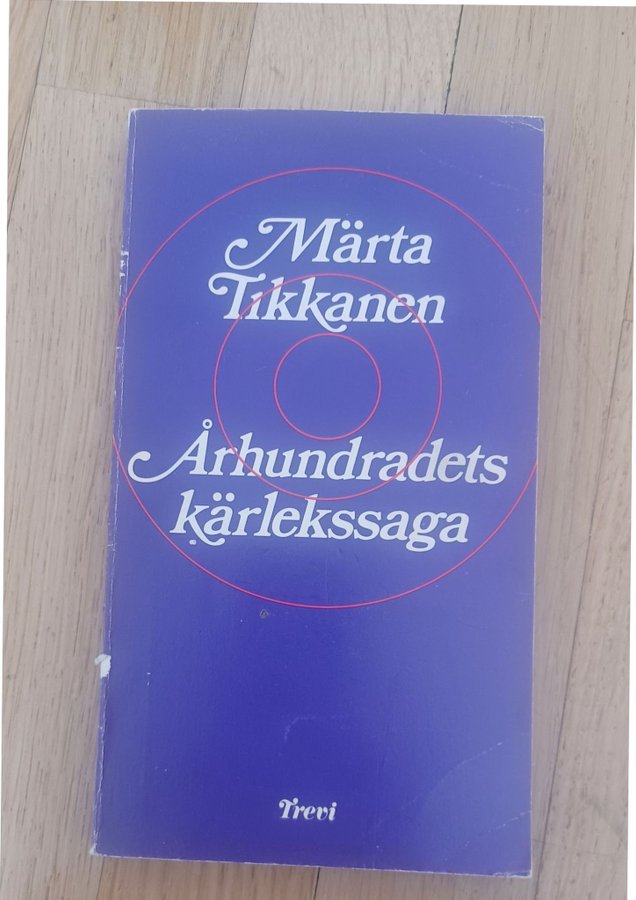 Märta
Tikkanen
Århundradets
kärlekssaga
Trevi